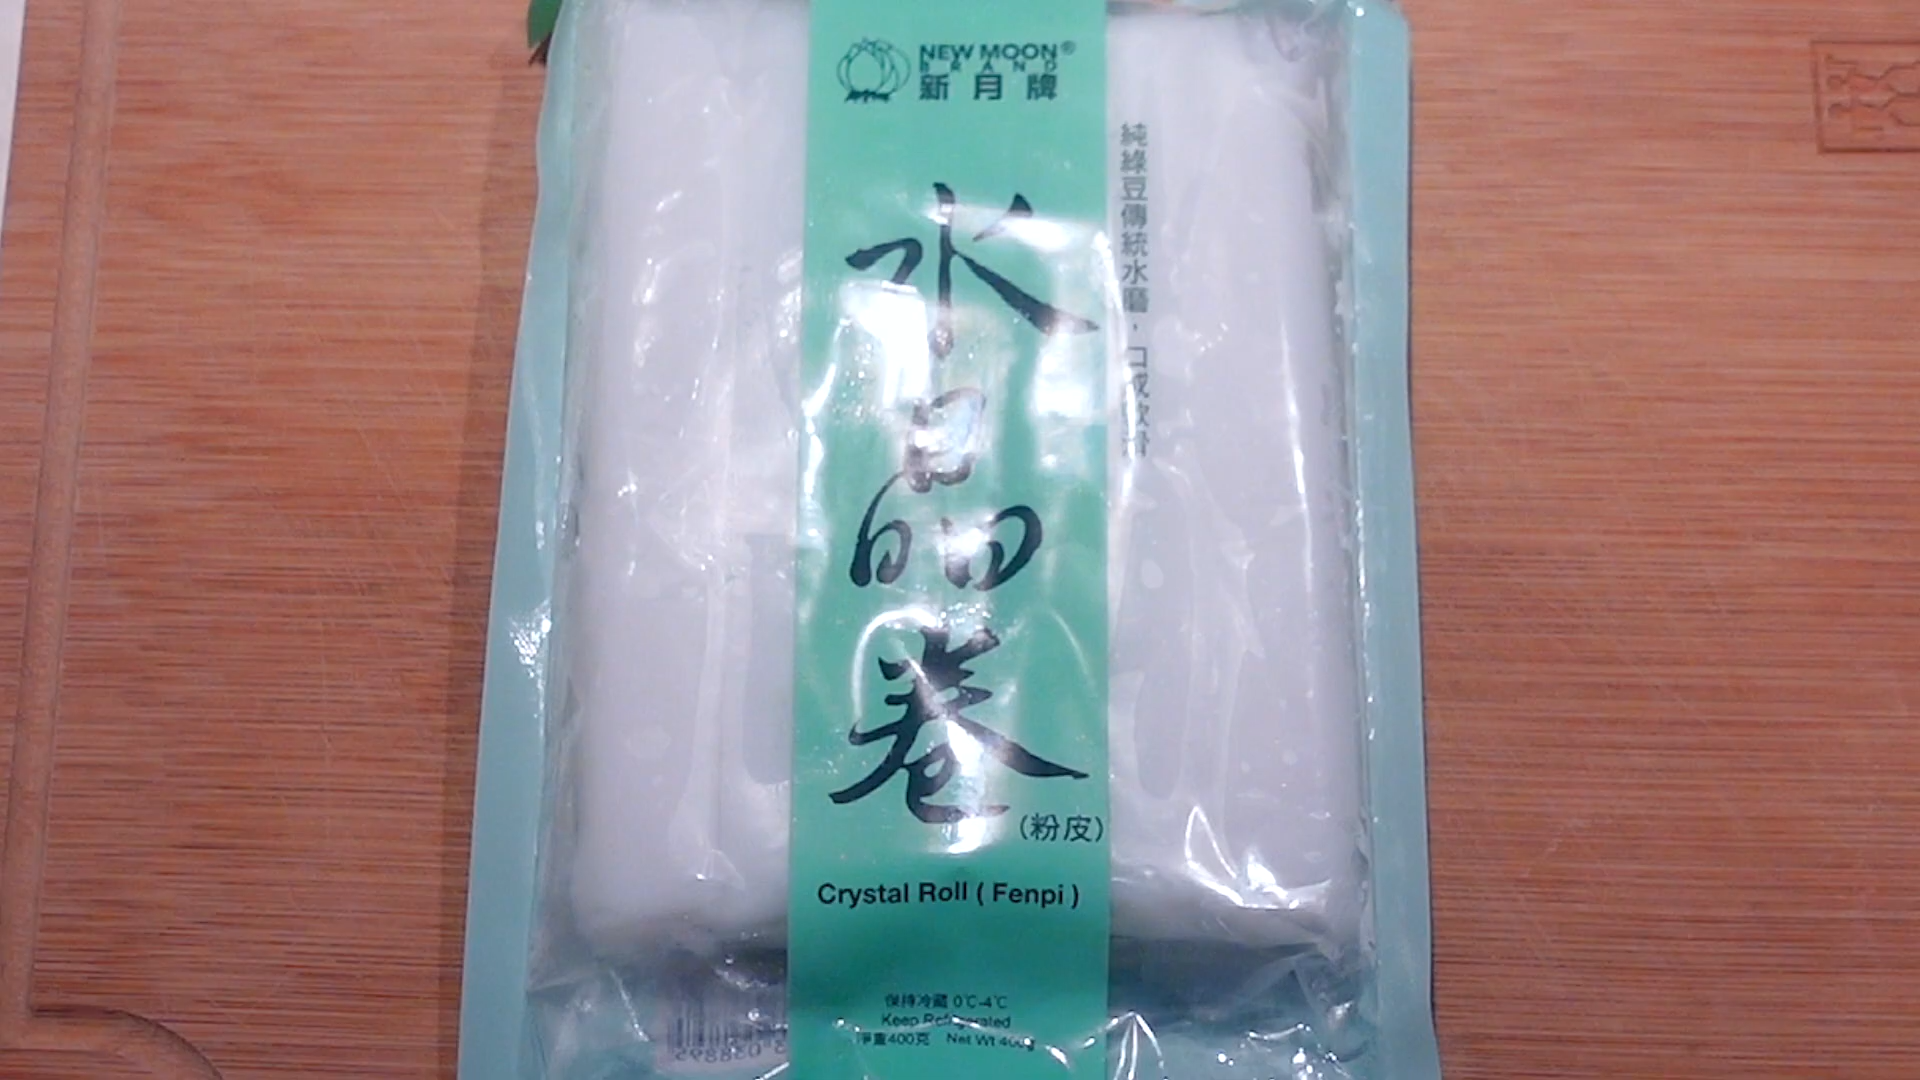 NEW MOON®
BRAND
新月牌
純綠豆傳統水磨，口感軟滑
水晶卷
(粉皮)
Crystal Roll ( Fenpi )
保持冷藏 0℃-4℃
Keep Refrigerated
淨重400克 Net Wt 400g